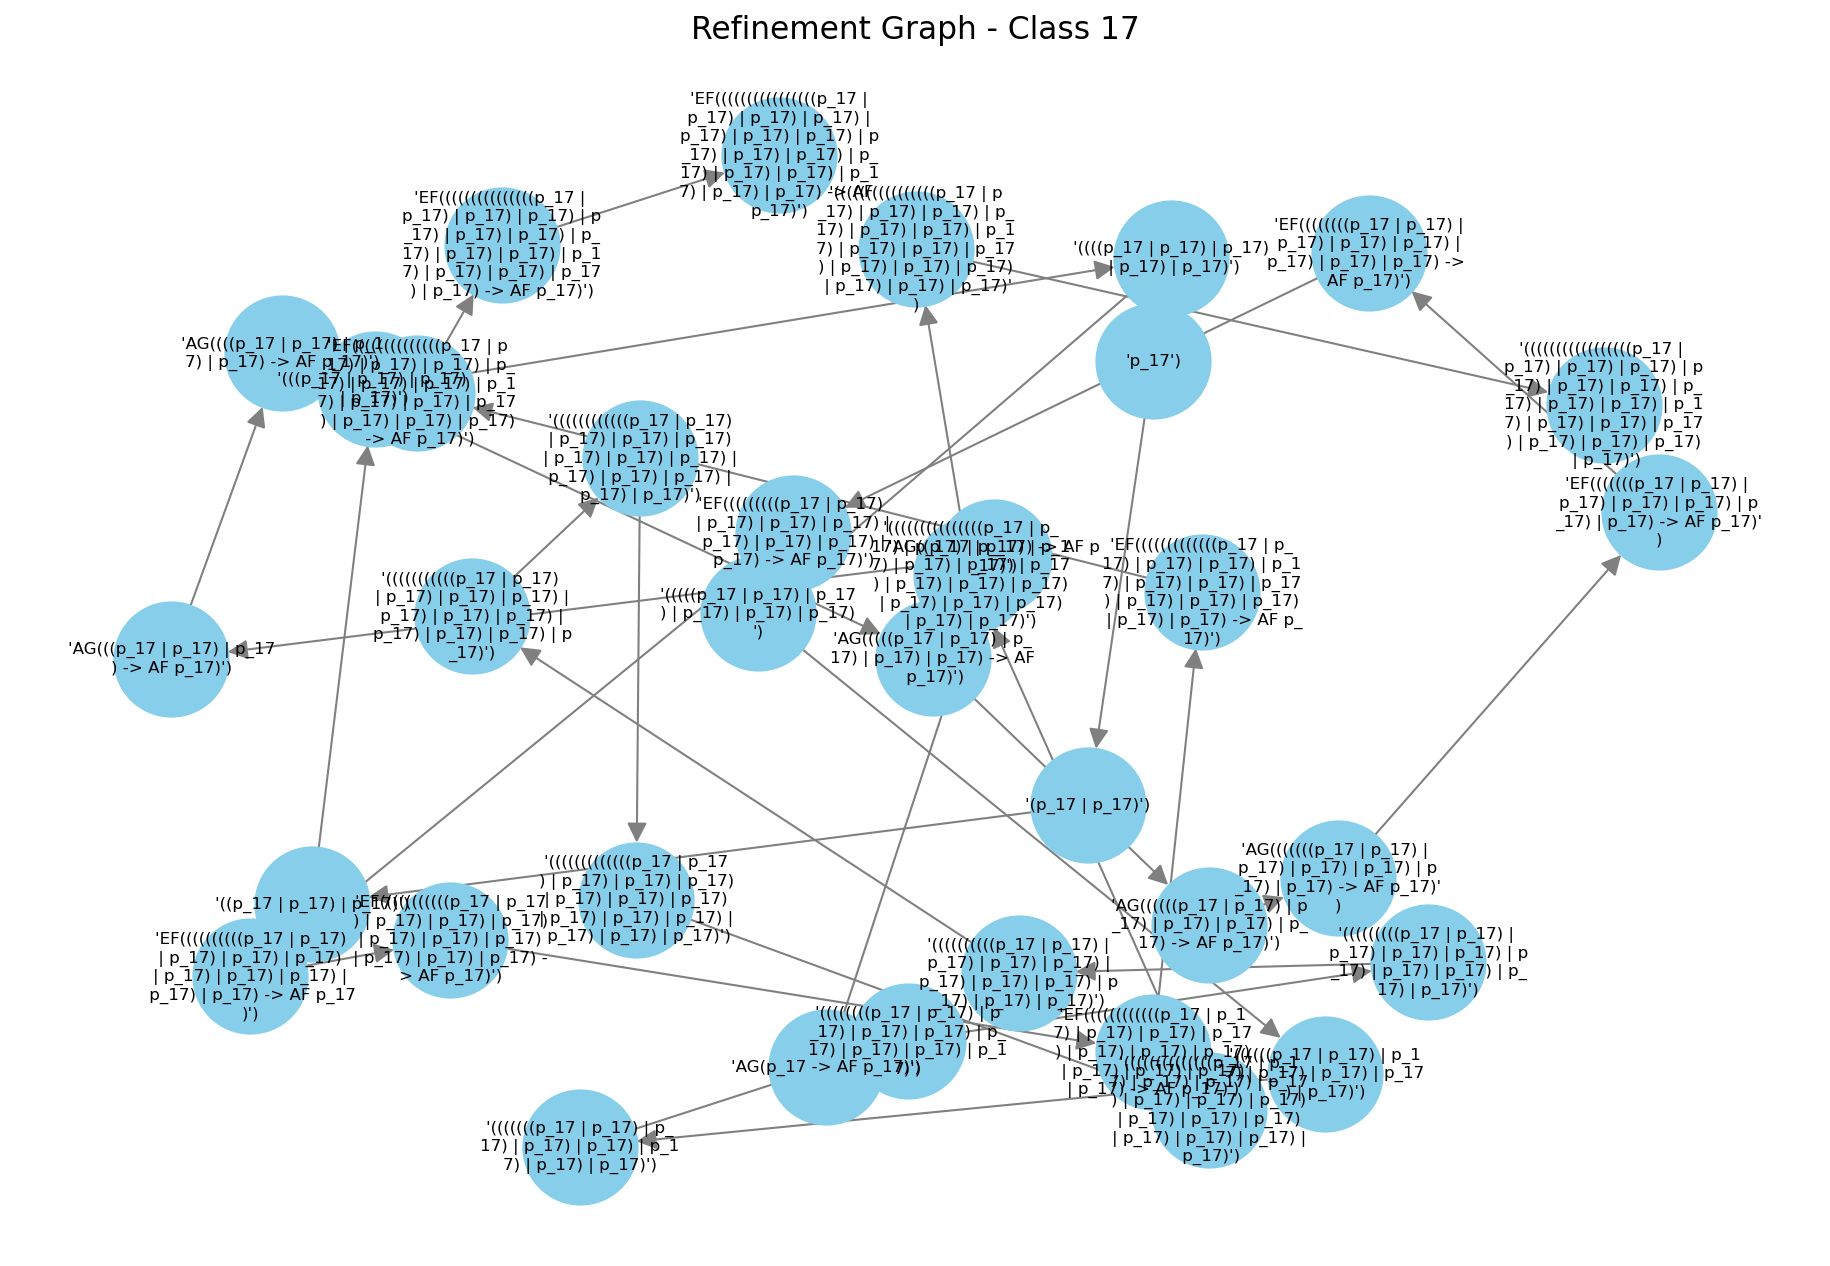 Refinement Graph - Class 17
'EF((((((((((((((((p_17 |
p_17) | p_17) | p_17) |
p_17) | p_17) | p_17) | p
_17) | p_17) | p_17) | p_
17) | p_17) | p_17) | p_1
7) | p_17) | p_17) -> AF
p_17)')
'EF(((((((((((((((p_17 |
p_17) | p_17) | p_17) | p
_17) | p_17) | p_17) | p_
17) | p_17) | p_17) | p_1
7) | p_17) | p_17) | p_17
) | p_17) -> AF p_17)')
'((((((((((((((((p_17 | p
_17) | p_17) | p_17) | p_
17) | p_17) | p_17) | p_1
7) | p_17) | p_17) | p_17
) | p_17) | p_17) | p_17)
| p_17) | p_17) | p_17)'
)
'((((p_17 | p_17) | p_17)
| p_17) | p_17)')
'EF((((((((p_17 | p_17) |
p_17) | p_17) | p_17) |
p_17) | p_17) | p_17) ->
AF p_17)')
'p_17')
'AG((((p_17 | p_17) | p_1
7) | p_17) -> AF p_17)')
'(((p_17 | p_17) | p_17)
| p_17)')
'EF((((((((((((((p_17 | p
_17) | p_17) | p_17) | p_
17) | p_17) | p_17) | p_1
7) | p_17) | p_17) | p_17
) | p_17) | p_17) | p_17)
-> AF p_17)')
'(((((((((((((((((p_17 |
p_17) | p_17) | p_17) | p
_17) | p_17) | p_17) | p_
17) | p_17) | p_17) | p_1
7) | p_17) | p_17) | p_17
) | p_17) | p_17) | p_17)
| p_17)')
'((((((((((((p_17 | p_17)
| p_17) | p_17) | p_17)
| p_17) | p_17) | p_17) |
p_17) | p_17) | p_17) |
p_17) | p_17)')
'EF(((((((p_17 | p_17) |
p_17) | p_17) | p_17) | p
_17) | p_17) -> AF p_17)'
)
'EF(((((((((p_17 | p_17)
| p_17) | p_17) | p_17) |
p_17) | p_17) | p_17) |
p_17) -> AF p_17)')
'(((((((((((((((p_17 | p_
17) | p_17) | p_17) | p_1
7) | p_17) | p_17) | p_17
) | p_17) | p_17) | p_17)
| p_17) | p_17) | p_17)
| p_17) | p_17)')
'EF(((((((((((((p_17 | p_
17) | p_17) | p_17) | p_1
7) | p_17) | p_17) | p_17
) | p_17) | p_17) | p_17)
| p_17) | p_17) -> AF p_
17)')
'(((((((((((p_17 | p_17)
| p_17) | p_17) | p_17) |
p_17) | p_17) | p_17) |
p_17) | p_17) | p_17) | p
_17)')
'(((((p_17 | p_17) | p_17
) | p_17) | p_17) | p_17)
')
'AG(((p_17 | p_17) | p_17
) -> AF p_17)')
'AG(((((p_17 | p_17) | p_
17) | p_17) | p_17) -> AF
p_17)')
'(p_17 | p_17)')
'AG(((((((p_17 | p_17) |
p_17) | p_17) | p_17) | p
_17) | p_17) -> AF p_17)'
)
'(((((((((((((p_17 | p_17
) | p_17) | p_17) | p_17)
| p_17) | p_17) | p_17)
| p_17) | p_17) | p_17) |
p_17) | p_17) | p_17)')
'((p_17 | p_17) | p_17)')
'EF(((((((((((p_17 | p_17
) | p_17) | p_17) | p_17)
| p_17) | p_17) | p_17)
| p_17) | p_17) | p_17) -
> AF p_17)')
'AG((((((p_17 | p_17) | p
_17) | p_17) | p_17) | p_
17) -> AF p_17)')
'EF((((((((((p_17 | p_17)
| p_17) | p_17) | p_17)
| p_17) | p_17) | p_17) |
p_17) | p_17) -> AF p_17
)')
'((((((((((p_17 | p_17) |
p_17) | p_17) | p_17) |
p_17) | p_17) | p_17) | p
_17) | p_17) | p_17)')
'(((((((((p_17 | p_17) |
p_17) | p_17) | p_17) | p
_17) | p_17) | p_17) | p_
17) | p_17)')
'((((((((p_17 | p_17) | p
_17) | p_17) | p_17) | p_
17) | p_17) | p_17) | p_1
7)')
'AG(p_17 -> AF p_17)')
'EF((((((((((((p_17 | p_1
7) | p_17) | p_17) | p_17
) | p_17) | p_17) | p_17)
| p_17) | p_17) | p_17)
| p_17) -> AF p_17)')
'((((((p_17 | p_17) | p_1
7) | p_17) | p_17) | p_17
) | p_17)')
'((((((((((((((p_17 | p_1
7) | p_17) | p_17) | p_17
) | p_17) | p_17) | p_17)
| p_17) | p_17) | p_17)
| p_17) | p_17) | p_17) |
p_17)')
'(((((((p_17 | p_17) | p_
17) | p_17) | p_17) | p_1
7) | p_17) | p_17)')